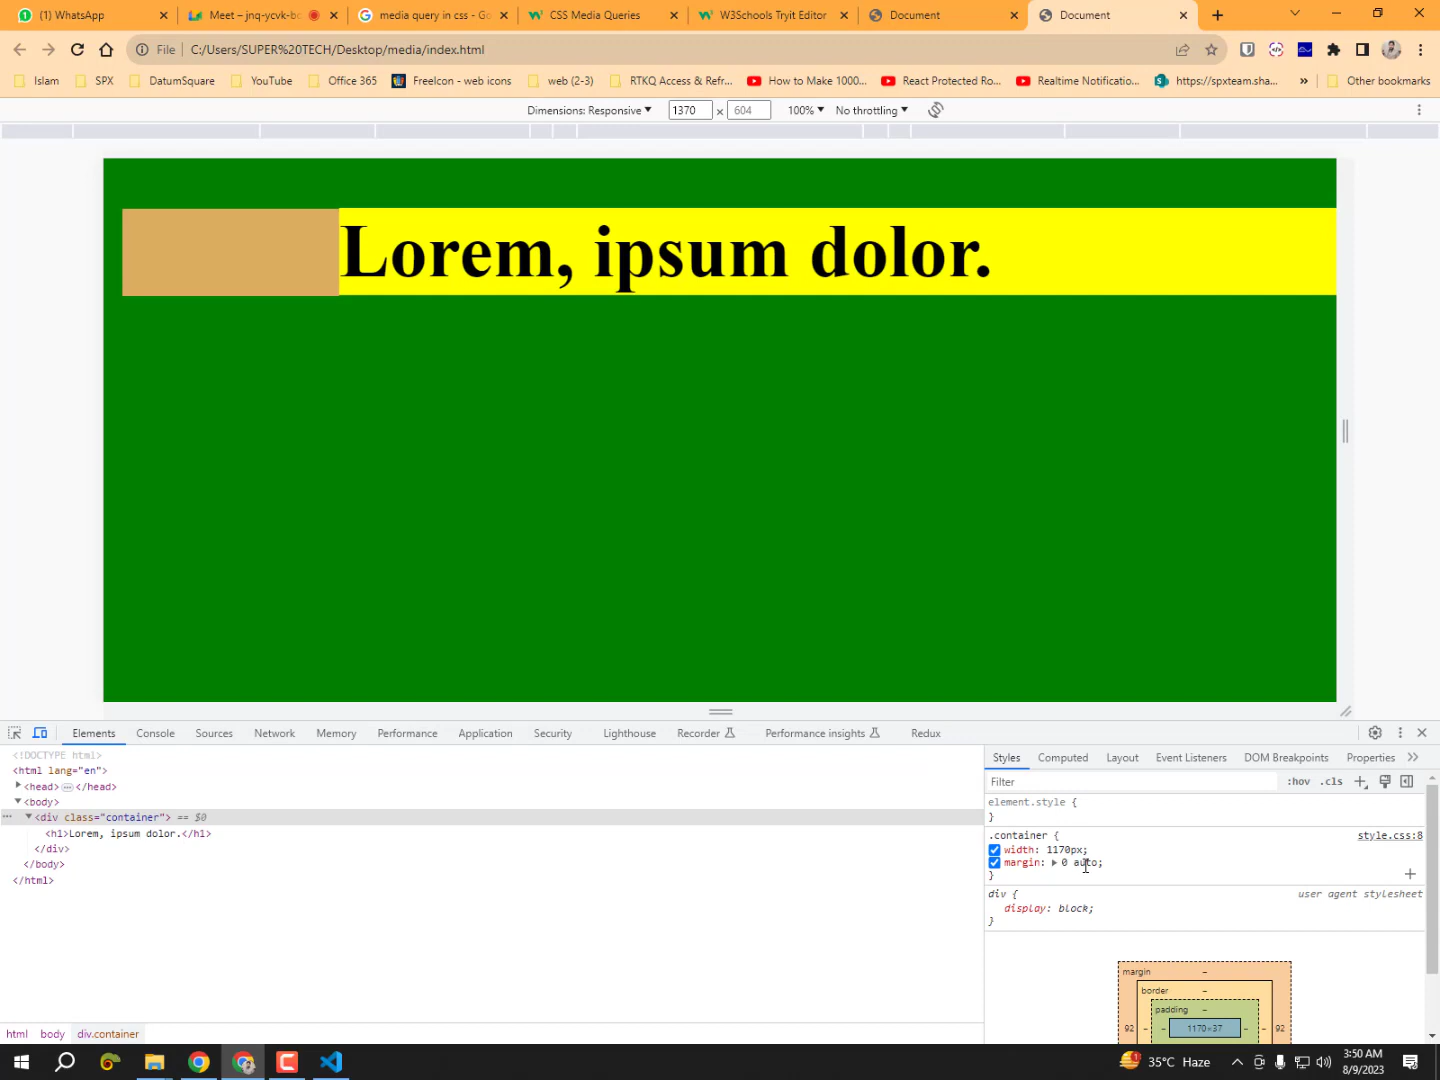 (1) WhatsApp
Meet – jnq-ycvk-bc
media query in css - Go
CSS Media Queries
W3Schools Tryit Editor
Document
Document
File
C:/Users/SUPER%20TECH/Desktop/media/index.html
Islam
SPX
DatumSquare
YouTube
Office 365
FreeIcon - web icons
web (2-3)
RTKQ Access & Refr...
How to Make 1000...
React Protected Ro...
Realtime Notificatio...
https://spxteam.sha...
»
Other bookmarks
Dimensions: Responsive
1370
×
604
100%
No throttling
Lorem, ipsum dolor.
Elements
Console
Sources
Network
Memory
Performance
Application
Security
Lighthouse
Recorder
Performance insights
Redux
<!DOCTYPE html>
<html lang="en">
<head> ... </head>
<body>
... <div class="container"> == $0
<h1>Lorem, ipsum dolor.</h1>
</div>
</body>
</html>
html
body
div.container
Styles
Computed
Layout
Event Listeners
DOM Breakpoints
Properties
»
Filter
:hov
.cls
element.style {
}
.container {
style.css:8
width: 1170px;
margin: 0 auto;
}
div {
user agent stylesheet
display: block;
}
margin
–
border
–
padding
–
92
–
–
1170×37
–
–
92
35°C Haze
3:50 AM
8/9/2023